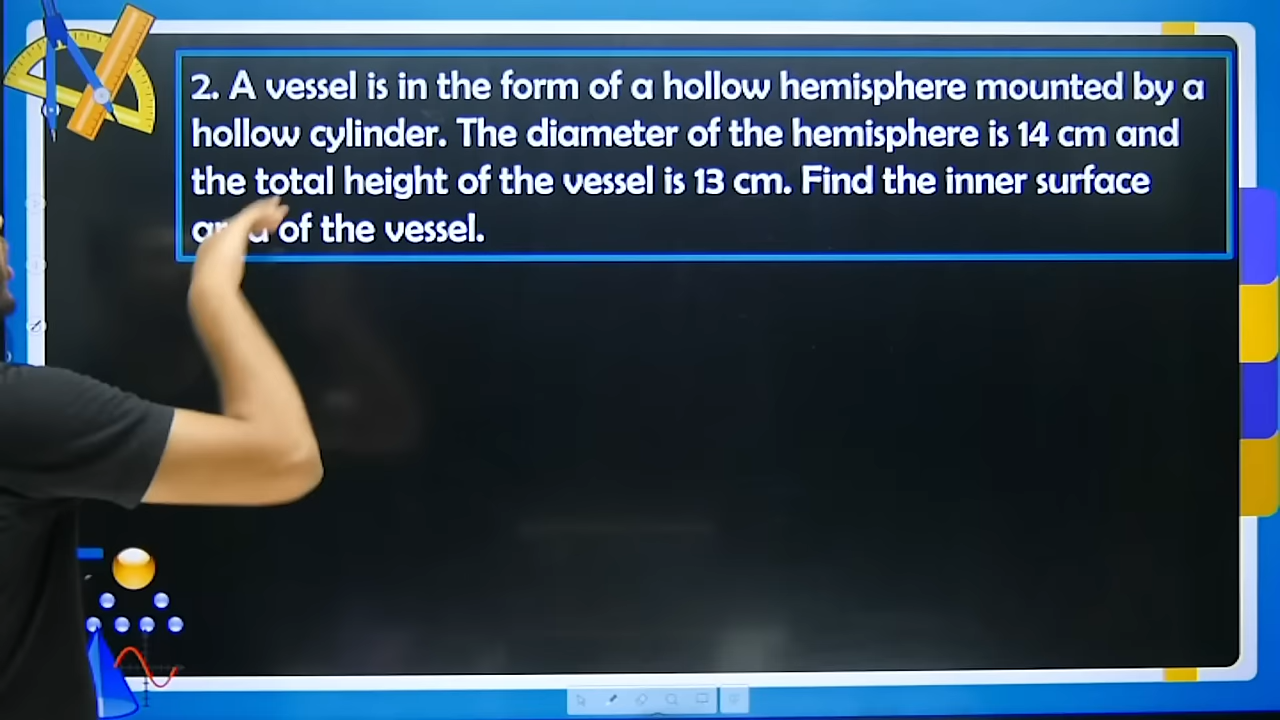 2. A vessel is in the form of a hollow hemisphere mounted by a
hollow cylinder. The diameter of the hemisphere is 14 cm and
the total height of the vessel is 13 cm. Find the inner surface
of the vessel.